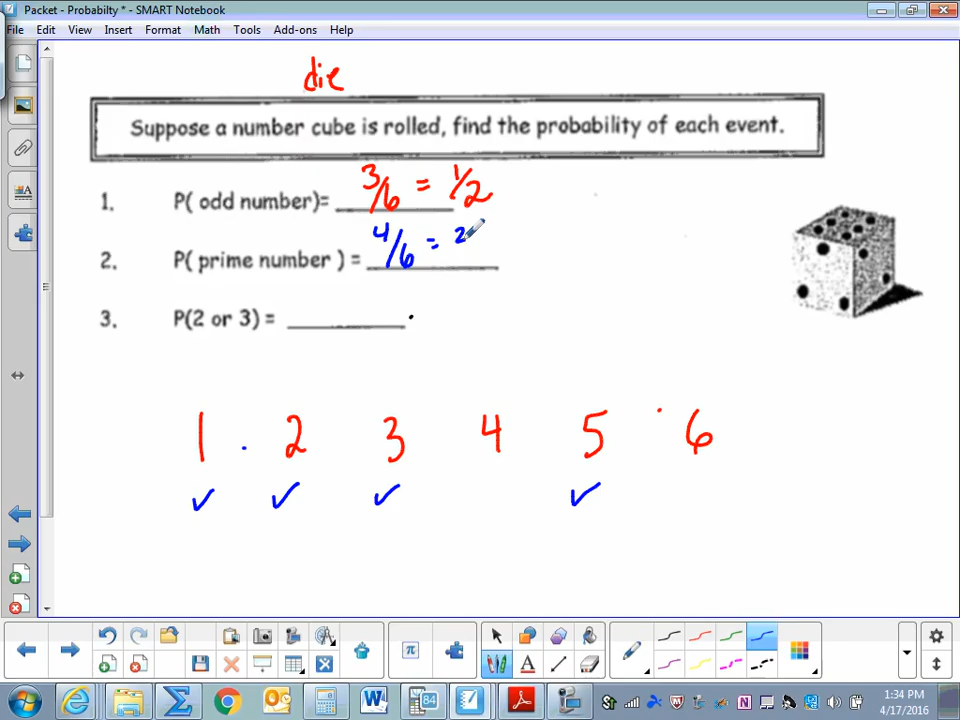 Packet - Probabilty * - SMART Notebook
File Edit View Insert Format Math Tools Add-ons Help
die
Suppose a number cube is rolled, find the probability of each event.
1. P( odd number)= 3/6 = 1/2
2. P( prime number ) = 4/6 = 2
3. P(2 or 3) =
1 2 3 4 5 6
✓ ✓ ✓ ✓
π
A
84
1:34 PM
4/17/2016